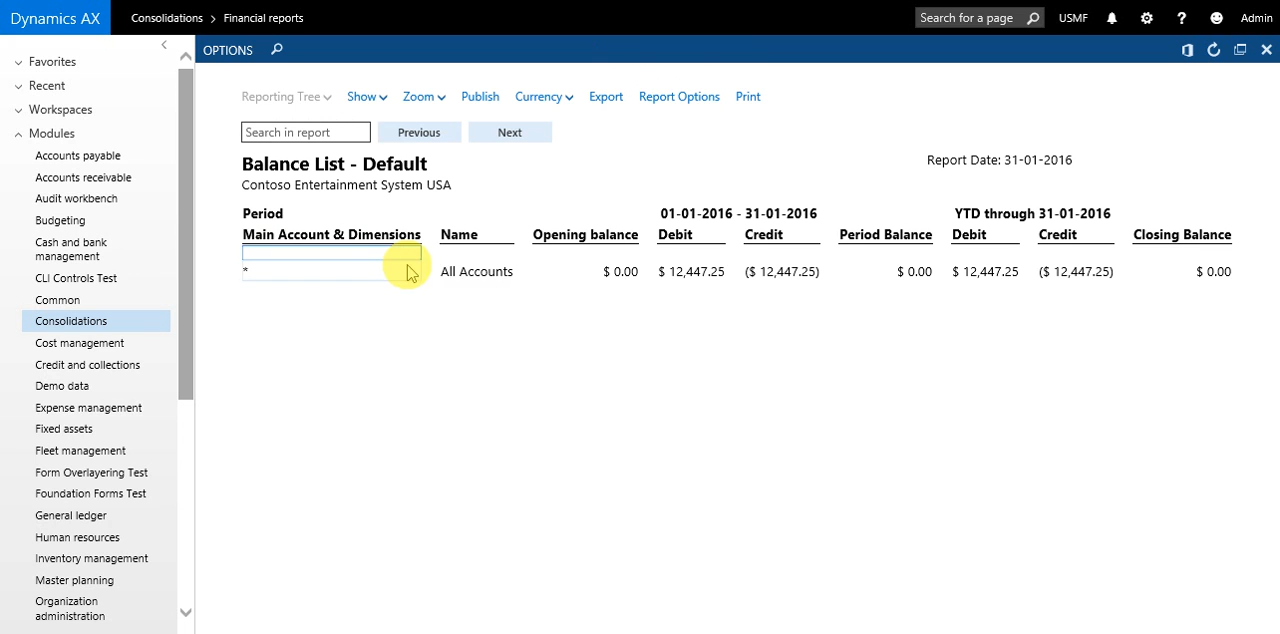 Dynamics AX
Consolidations > Financial reports
Search for a page
USMF
?
Admin
Favorites
Recent
Workspaces
Modules
Accounts payable
Accounts receivable
Audit workbench
Budgeting
Cash and bank
management
CLI Controls Test
Common
Consolidations
Cost management
Credit and collections
Demo data
Expense management
Fixed assets
Fleet management
Form Overlayering Test
Foundation Forms Test
General ledger
Human resources
Inventory management
Master planning
Organization
administration
OPTIONS
Reporting Tree Show Zoom Publish Currency Export Report Options Print
Search in report Previous Next
Balance List - Default
Report Date: 31-01-2016
Contoso Entertainment System USA
Period 01-01-2016 - 31-01-2016 YTD through 31-01-2016
Main Account & Dimensions Name Opening balance Debit Credit Period Balance Debit Credit Closing Balance
* All Accounts $ 0.00 $ 12,447.25 ($ 12,447.25) $ 0.00 $ 12,447.25 ($ 12,447.25) $ 0.00